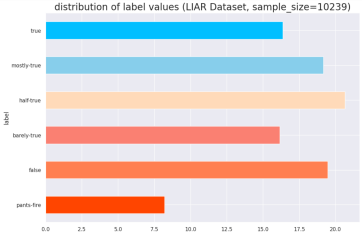 distribution of label values (LIAR Dataset, sample_size=10239)
true
mostly-true
half-true
barely-true
false
pants-fire
label
0.0 2.5 5.0 7.5 10.0 12.5 15.0 17.5 20.0